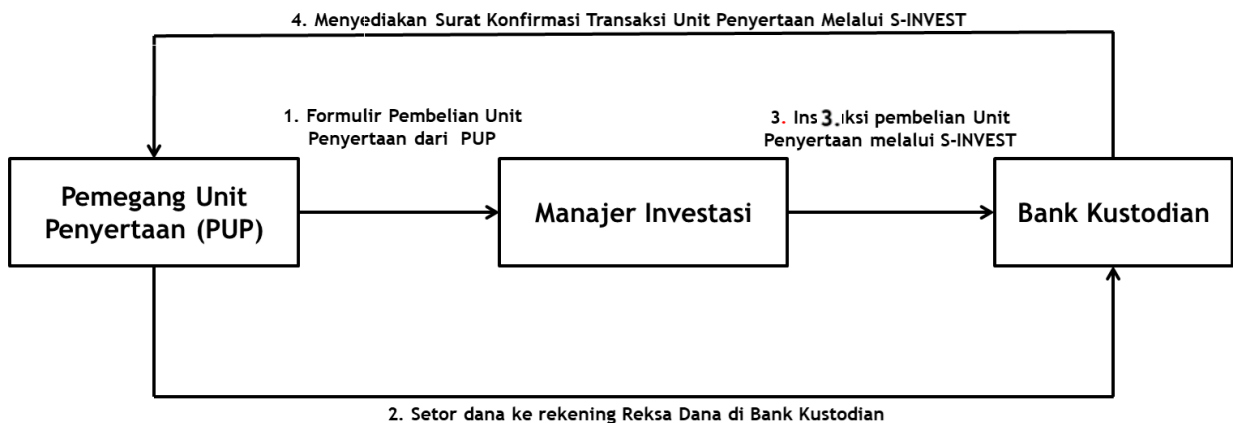 4. Menyediakan Surat Konfirmasi Transaksi Unit Penyertaan Melalui S-INVEST
1. Formulir Pembelian Unit
Penyertaan dari PUP
3. pembelian Unit
Penyertaan melalui S-INVEST
Pemegang Unit
Penyertaan (PUP)
Manajer Investasi
Bank Kustodian
2. Setor dana ke rekening Reksa Dana di Bank Kustodian